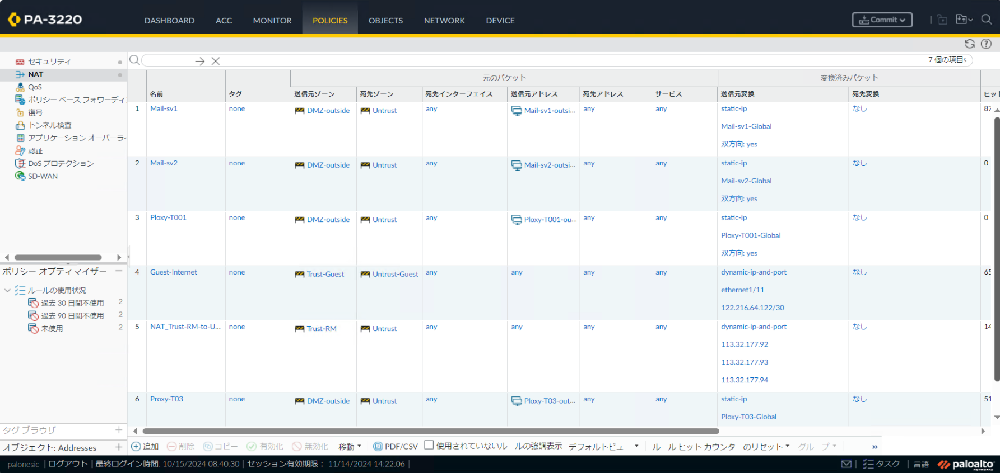 PA-3220
DASHBOARD ACC MONITOR POLICIES OBJECTS NETWORK DEVICE
Commit
セキュリティ
NAT
QoS
ポリシー ベース フォワーディ
復号
トンネル検査
アプリケーション オーバーライ
認証
DoS プロテクション
SD-WAN
ポリシー オプティマイザー
ルールの使用状況
過去 30 日間不使用 2
過去 90 日間不使用 2
未使用 2
タグ ブラウザ
オブジェクト: Addresses
7 個の項目s
元のパケット 変換済みパケット
名前 タグ 送信元ゾーン 宛先ゾーン 宛先インターフェイス 送信元アドレス 宛先アドレス サービス 送信元変換 宛先変換 ヒット
1 Mail-sv1 none DMZ-outside Untrust any Mail-sv1-outsi... any any static-ip なし 87
Mail-sv1-Global
双方向: yes
2 Mail-sv2 none DMZ-outside Untrust any Mail-sv2-outsi... any any static-ip なし 0
Mail-sv2-Global
双方向: yes
3 Ploxy-T001 none DMZ-outside Untrust any Ploxy-T001-ou... any any static-ip なし 0
Ploxy-T001-Global
双方向: yes
4 Guest-Internet none Trust-Guest Untrust-Guest any any any any dynamic-ip-and-port なし 65
ethernet1/11
122.216.64.122/30
5 NAT_Trust-RM-to-U... none Trust-RM Untrust any any any any dynamic-ip-and-port なし 14
113.32.177.92
113.32.177.93
113.32.177.94
6 Proxy-T03 none DMZ-outside Untrust any Ploxy-T03-out... any any static-ip なし 51
Ploxy-T03-Global
追加 削除 コピー 有効化 無効化 移動 PDF/CSV 使用されていないルールの強調表示 デフォルトビュー ルール ヒット カウンターのリセット グループ »
palonesic | ログアウト | 最終ログイン時間: 10/15/2024 08:40:30 | セッション有効期限： 11/14/2024 14:22:06 |
タスク | 言語 paloalto NETWORKS